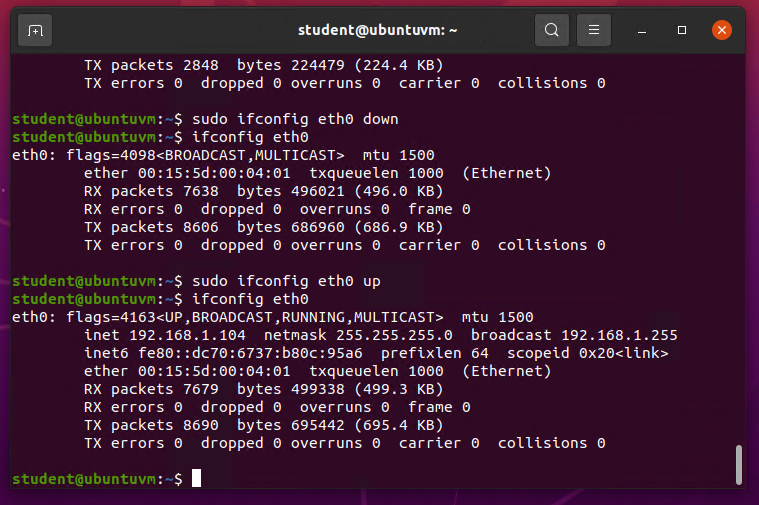 student@ubuntuvm: ~
TX packets 2848  bytes 224479 (224.4 KB)
TX errors 0  dropped 0 overruns 0  carrier 0  collisions 0
student@ubuntuvm:~$ sudo ifconfig eth0 down
student@ubuntuvm:~$ ifconfig eth0
eth0: flags=4098<BROADCAST,MULTICAST>  mtu 1500
ether 00:15:5d:00:04:01  txqueuelen 1000  (Ethernet)
RX packets 7638  bytes 496021 (496.0 KB)
RX errors 0  dropped 0  overruns 0  frame 0
TX packets 8606  bytes 686960 (686.9 KB)
TX errors 0  dropped 0 overruns 0  carrier 0  collisions 0
student@ubuntuvm:~$ sudo ifconfig eth0 up
student@ubuntuvm:~$ ifconfig eth0
eth0: flags=4163<UP,BROADCAST,RUNNING,MULTICAST>  mtu 1500
inet 192.168.1.104  netmask 255.255.255.0  broadcast 192.168.1.255
inet6 fe80::dc70:6737:b80c:95a6  prefixlen 64  scopeid 0x20<link>
ether 00:15:5d:00:04:01  txqueuelen 1000  (Ethernet)
RX packets 7679  bytes 499338 (499.3 KB)
RX errors 0  dropped 0  overruns 0  frame 0
TX packets 8690  bytes 695442 (695.4 KB)
TX errors 0  dropped 0 overruns 0  carrier 0  collisions 0
student@ubuntuvm:~$